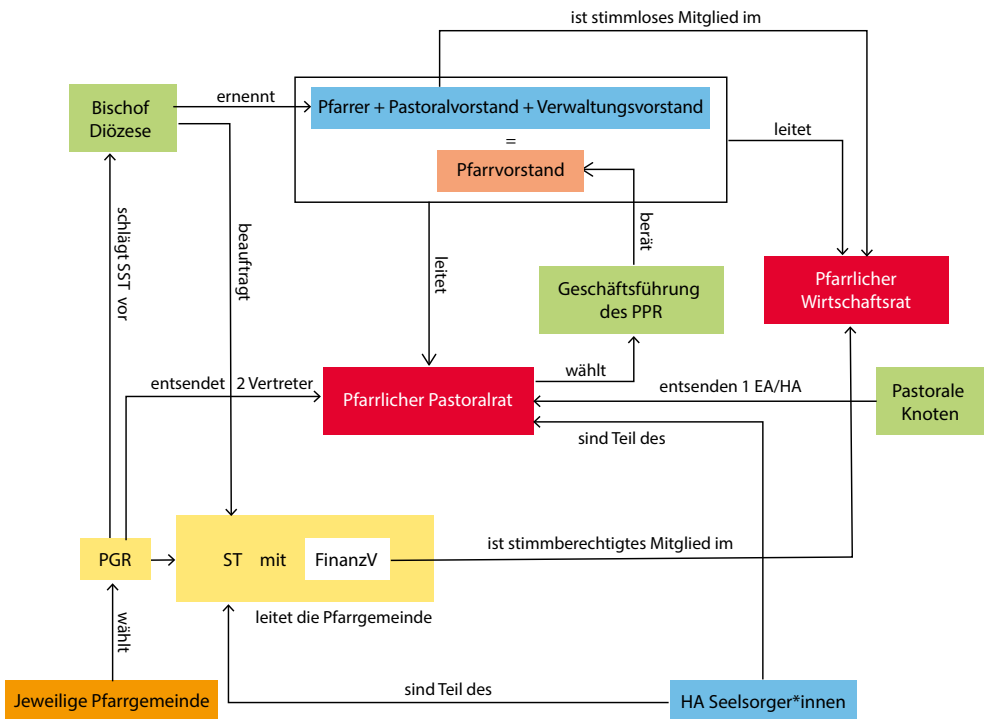 ist stimmloses Mitglied im
Bischof
Diözese
ernennt
Pfarrer + Pastoralvorstand + Verwaltungsvorstand
=
Pfarrvorstand
leitet
schlägt SST vor
beauftragt
leitet
berät
Geschäftsführung
des PPR
Pfarrlicher
Wirtschaftsrat
entsendet 2 Vertreter
Pfarrlicher Pastoralrat
wählt
entsenden 1 EA/HA
Pastorale
Knoten
sind Teil des
PGR
ST mit FinanzV
ist stimmberechtigtes Mitglied im
leitet die Pfarrgemeinde
wählt
Jeweilige Pfarrgemeinde
sind Teil des
HA Seelsorger*innen